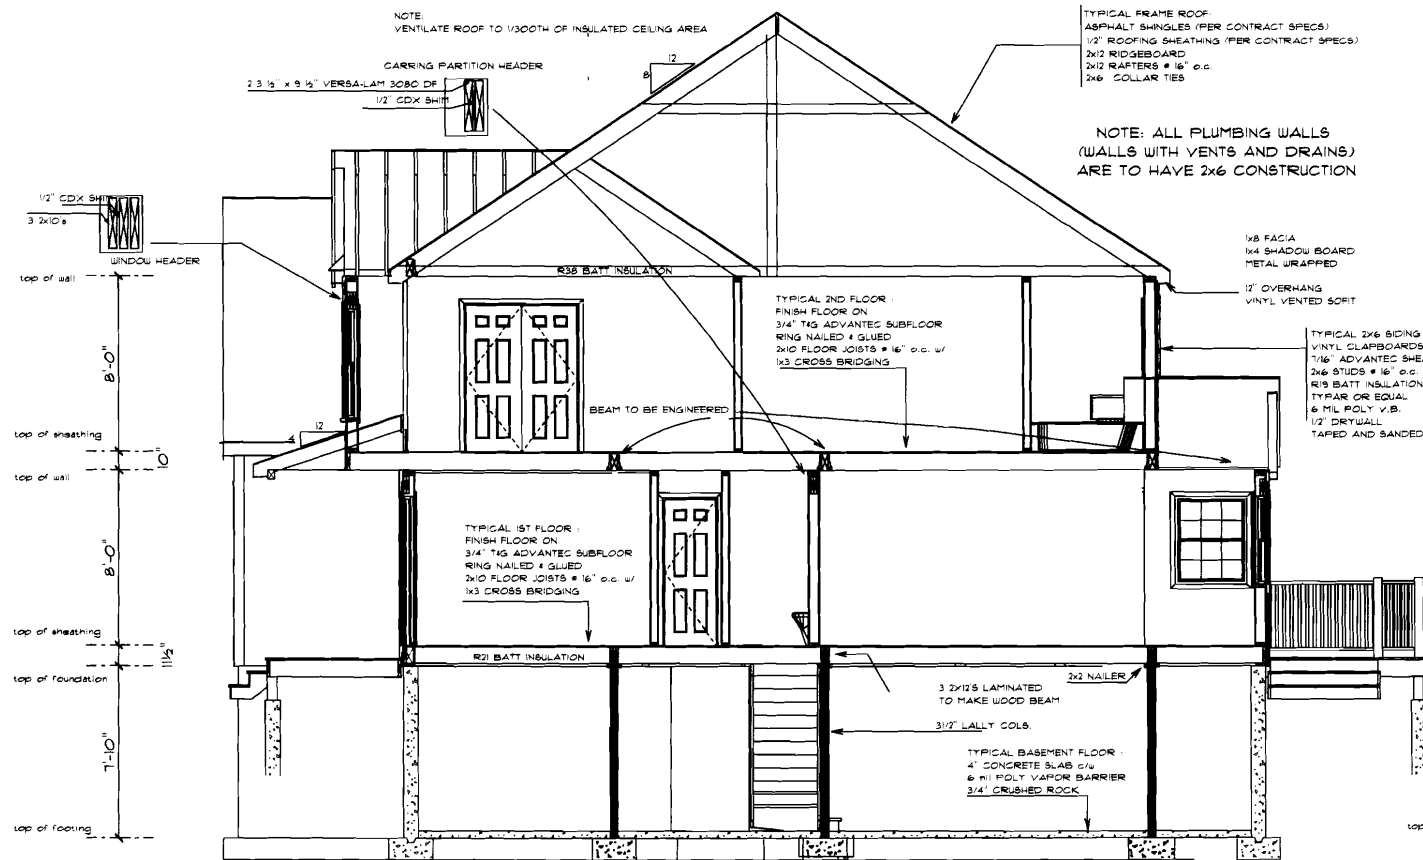 NOTE:
VENTILATE ROOF TO 1/300TH OF INSULATED CEILING AREA
CARRING PARTITION HEADER
2 3 ½" x 9 ½" VERSA-LAM 3080 DF
1/2" CDX SHIM
12
8
TYPICAL FRAME ROOF:
ASPHALT SHINGLES (PER CONTRACT SPECS)
1/2" ROOFING SHEATHING (PER CONTRACT SPECS)
2x12 RIDGEBOARD
2x12 RAFTERS @ 16" o.c.
2x6 COLLAR TIES
NOTE: ALL PLUMBING WALLS
(WALLS WITH VENTS AND DRAINS)
ARE TO HAVE 2x6 CONSTRUCTION
1/2" CDX SHIM
3 2x10's
WINDOW HEADER
1x8 FACIA
1x4 SHADOW BOARD
METAL WRAPPED
12" OVERHANG
VINYL VENTED SOFIT
top of wall
R38 BATT INSULATION
TYPICAL 2ND FLOOR :
FINISH FLOOR ON
3/4" T&G ADVANTEC SUBFLOOR
RING NAILED & GLUED
2x10 FLOOR JOISTS @ 16" o.c. w/
1x3 CROSS BRIDGING
TYPICAL 2x6 SIDING
VINYL CLAPBOARDS
7/16" ADVANTEC SHEA
2x6 STUDS @ 16" o.c.
R19 BATT INSULATION
TYPAR OR EQUAL
6 MIL POLY V.B.
1/2" DRYWALL
TAPED AND SANDED
8'-0"
BEAM TO BE ENGINEERED
12
4
top of sheathing
10"
top of wall
8'-0"
TYPICAL 1ST FLOOR :
FINISH FLOOR ON
3/4" T&G ADVANTEC SUBFLOOR
RING NAILED & GLUED
2x10 FLOOR JOISTS @ 16" o.c. w/
1x3 CROSS BRIDGING
top of sheathing
11½"
R21 BATT INSULATION
top of foundation
2x2 NAILER
3 2x12'S LAMINATED
TO MAKE WOOD BEAM
3 1/2" LALLY COLS.
7'-10"
TYPICAL BASEMENT FLOOR :
4" CONCRETE SLAB c/w
6 mil POLY VAPOR BARRIER
3/4" CRUSHED ROCK
top of footing
top